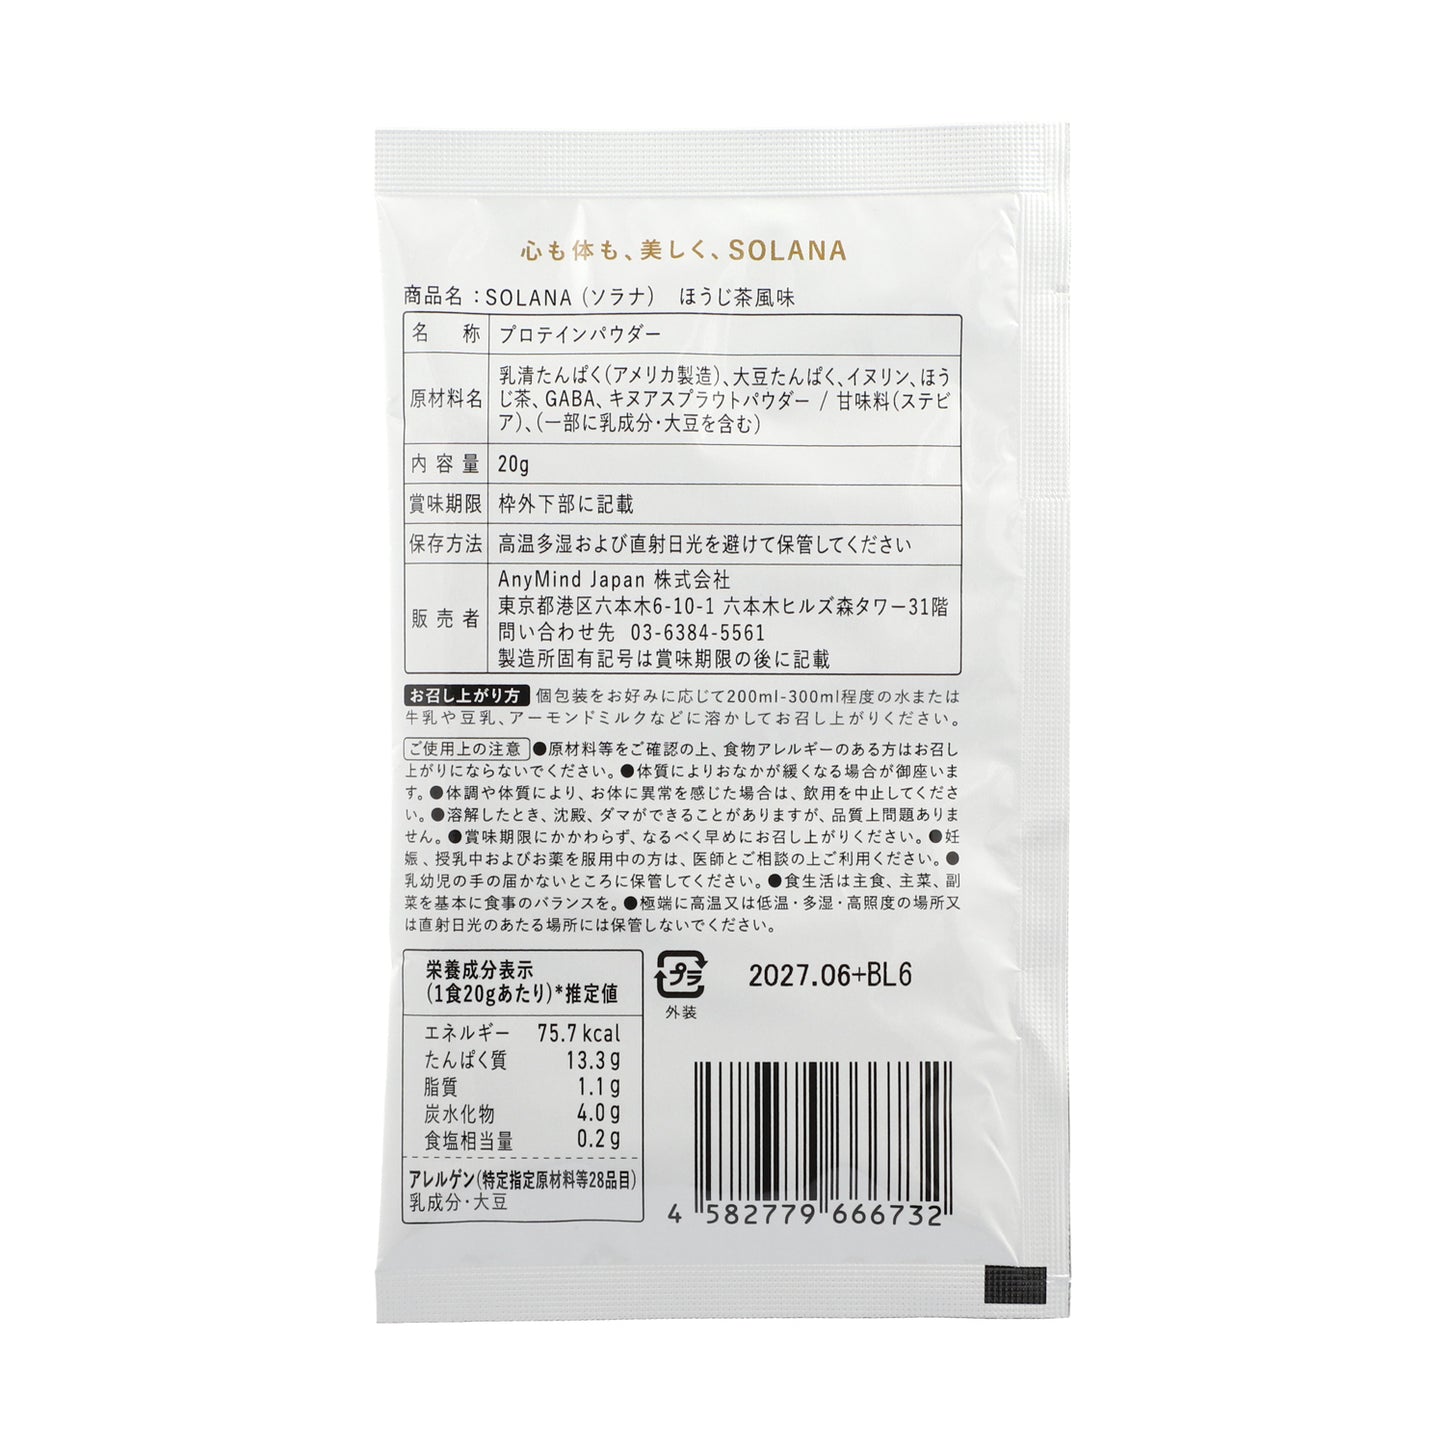 心も体も、美しく、SOLANA
商品名：SOLANA（ソラナ）　ほうじ茶風味
名　称　プロテインパウダー
原材料名　乳清たんぱく（アメリカ製造）、大豆たんぱく、イヌリン、ほう
じ茶、GABA、キヌアスプラウトパウダー / 甘味料（ステビ
ア）、（一部に乳成分・大豆を含む）
内容量　20g
賞味期限　枠外下部に記載
保存方法　高温多湿および直射日光を避けて保管してください
販売者　AnyMind Japan 株式会社
東京都港区六本木6-10-1 六本木ヒルズ森タワー31階
問い合わせ先　03-6384-5561
製造所固有記号は賞味期限の後に記載
お召し上がり方　個包装をお好みに応じて200ml-300ml程度の水または
牛乳や豆乳、アーモンドミルクなどに溶かしてお召し上がりください。
ご使用上の注意　●原材料等をご確認の上、食物アレルギーのある方はお召し
上がりにならないでください。●体質によりおなかが緩くなる場合が御座いま
す。●体調や体質により、お体に異常を感じた場合は、飲用を中止してくださ
い。●溶解したとき、沈殿、ダマができることがありますが、品質上問題ありま
せん。●賞味期限にかかわらず、なるべく早めにお召し上がりください。●妊
娠、授乳中およびお薬を服用中の方は、医師とご相談の上ご利用ください。●
乳幼児の手の届かないところに保管してください。●食生活は主食、主菜、副
菜を基本に食事のバランスを。●極端に高温又は低温・多湿・高照度の場所又
は直射日光のあたる場所には保管しないでください。
栄養成分表示
（1食20gあたり）*推定値
エネルギー　75.7kcal
たんぱく質　13.3g
脂質　1.1g
炭水化物　4.0g
食塩相当量　0.2g
アレルゲン（特定指定原材料等28品目）
乳成分・大豆
プラ
外装
2027.06+BL6
4 582779 666732